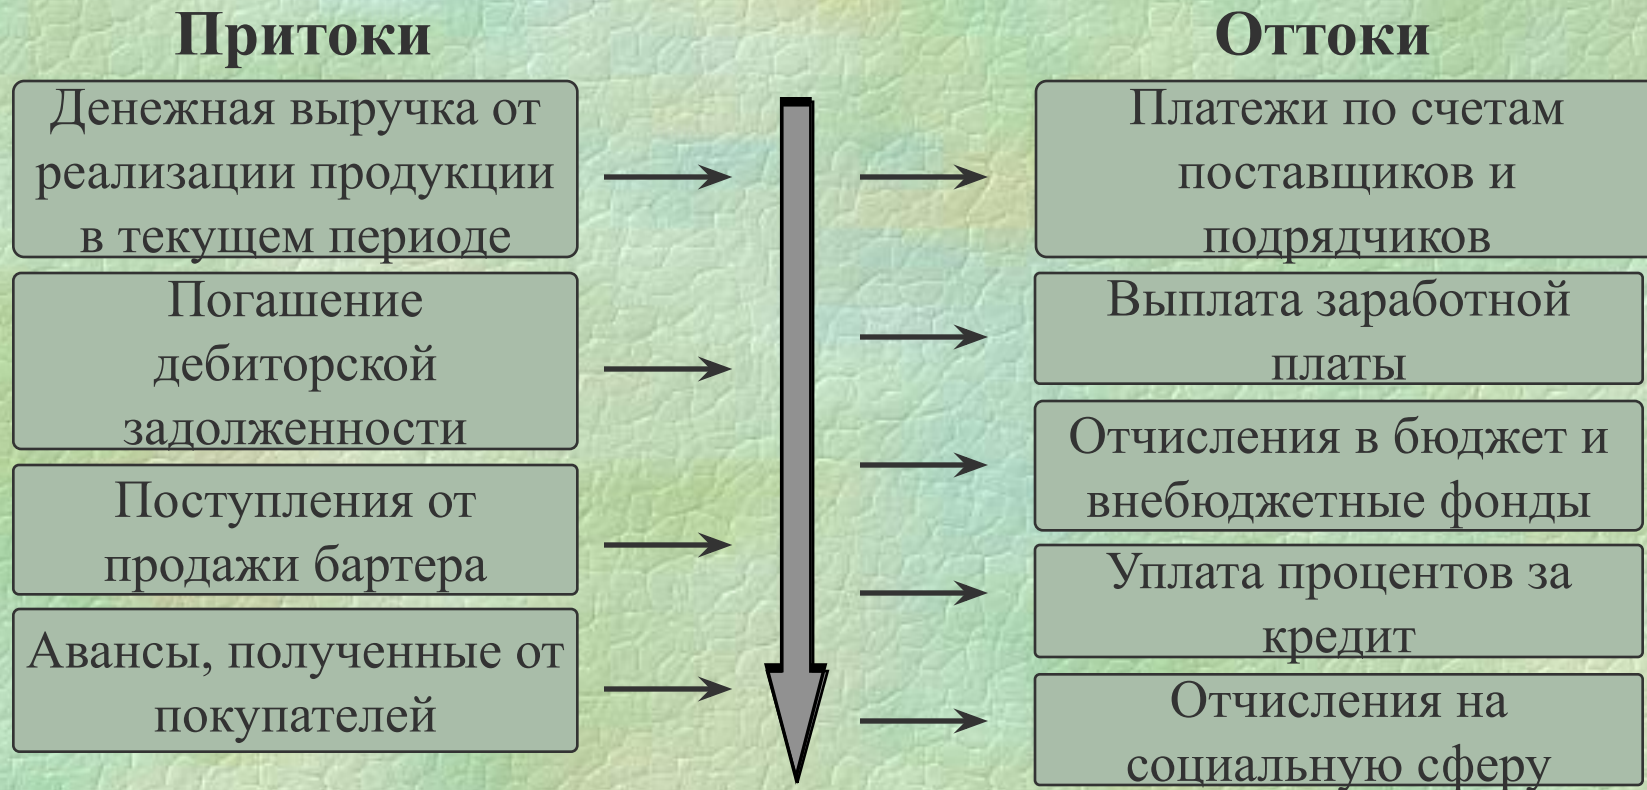 Притоки
Денежная выручка от
реализации продукции
в текущем периоде
Погашение
дебиторской
задолженности
Поступления от
продажи бартера
Авансы, полученные от
покупателей
Оттоки
Платежи по счетам
поставщиков и
подрядчиков
Выплата заработной
платы
Отчисления в бюджет и
внебюджетные фонды
Уплата процентов за
кредит
Отчисления на
социальную сферу